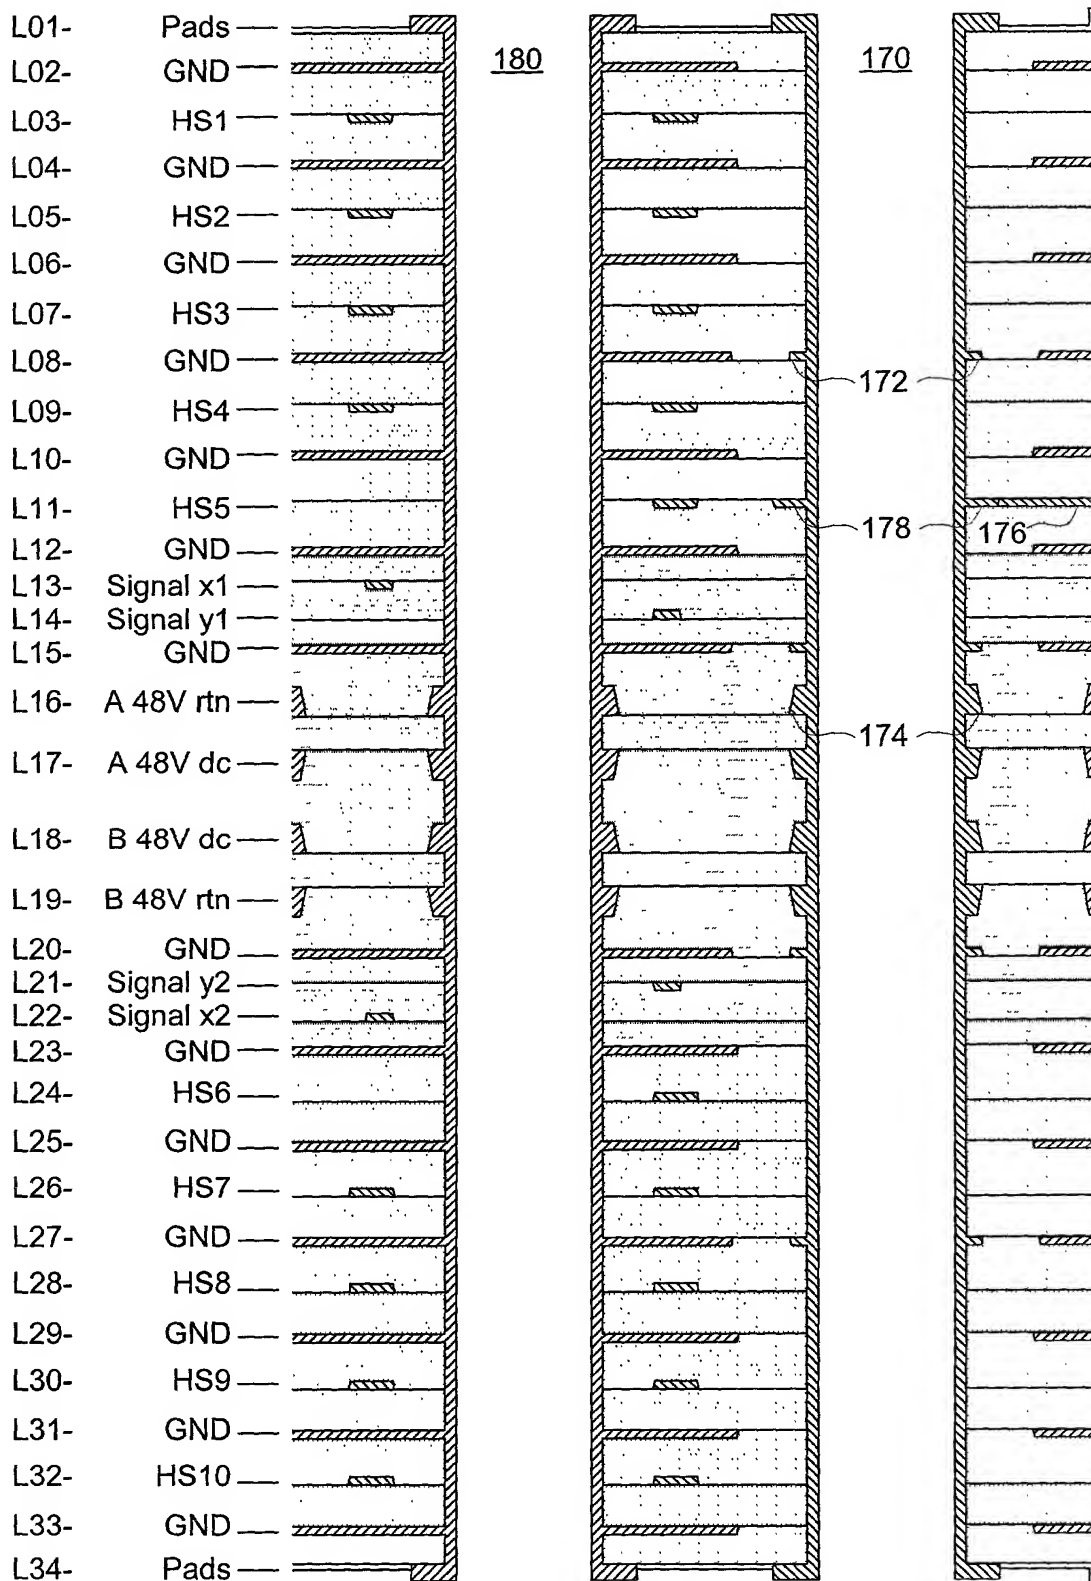 L01- Pads
180
170
L02- GND
L03- HS1
L04- GND
L05- HS2
L06- GND
L07- HS3
L08- GND
172
L09- HS4
L10- GND
L11- HS5
178
176
L12- GND
L13- Signal x1
L14- Signal y1
L15- GND
L16- A 48V rtn
174
L17- A 48V dc
L18- B 48V dc
L19- B 48V rtn
L20- GND
L21- Signal y2
L22- Signal x2
L23- GND
L24- HS6
L25- GND
L26- HS7
L27- GND
L28- HS8
L29- GND
L30- HS9
L31- GND
L32- HS10
L33- GND
L34- Pads